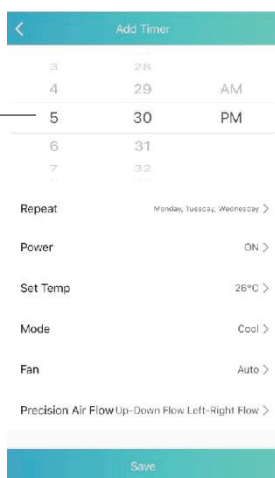 Add Timer
3 28
4 29 AM
5 30 PM
6 31
7 32
Repeat Monday, Tuesday, Wednesday >
Power ON >
Set Temp 26°C >
Mode Cool >
Fan Auto >
Precision Air Flow Up-Down Flow Left-Right Flow >
Save